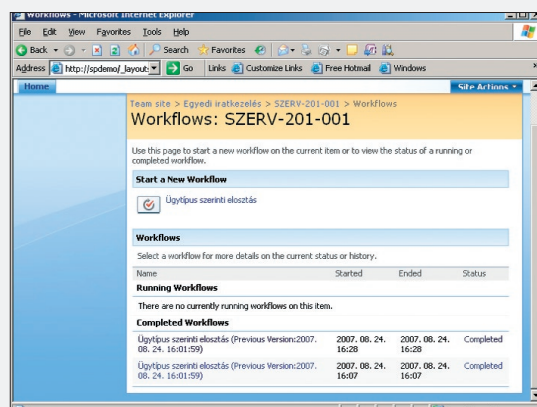 Workflows - Microsoft Internet Explorer
File Edit View Favorites Tools Help
Back Search Favorites
Address http://spdemo/_layout: Go Links Customize Links Free Hotmail Windows
Home Site Actions
Team site > Egyedi iratkezelés > SZERV-201-001 > Workflows
Workflows: SZERV-201-001
Use this page to start a new workflow on the current item or to view the status of a running or
completed workflow.
Start a New Workflow
Ügytípus szerinti elosztás
Workflows
Select a workflow for more details on the current status or history.
Name Started Ended Status
Running Workflows
There are no currently running workflows on this item.
Completed Workflows
Ügytípus szerinti elosztás (Previous Version:2007. 2007. 08. 24. 2007. 08. 24. Completed
08. 24. 16:01:59) 16:28 16:28
Ügytípus szerinti elosztás (Previous Version:2007. 2007. 08. 24. 2007. 08. 24. Completed
08. 24. 16:01:59) 16:07 16:07